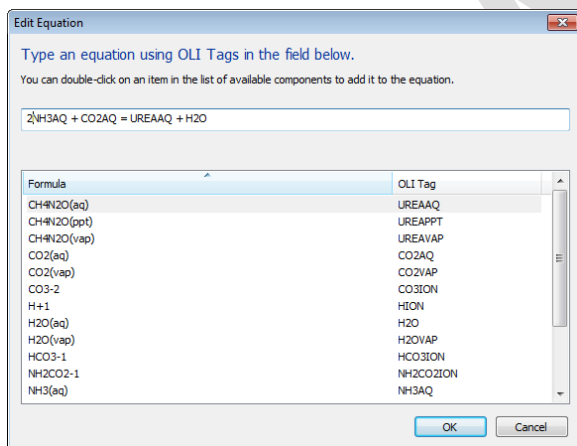 Edit Equation
Type an equation using OLI Tags in the field below.
You can double-click on an item in the list of available components to add it to the equation.
2NH3AQ + CO2AQ = UREAAQ + H2O
Formula OLI Tag
CH4N2O(aq) UREAAQ
CH4N2O(ppt) UREAPPT
CH4N2O(vap) UREAVAP
CO2(aq) CO2AQ
CO2(vap) CO2VAP
CO3-2 CO3ION
H+1 HION
H2O(aq) H2O
H2O(vap) H2OVAP
HCO3-1 HCO3ION
NH2CO2-1 NH2CO2ION
NH3(aq) NH3AQ
OK Cancel